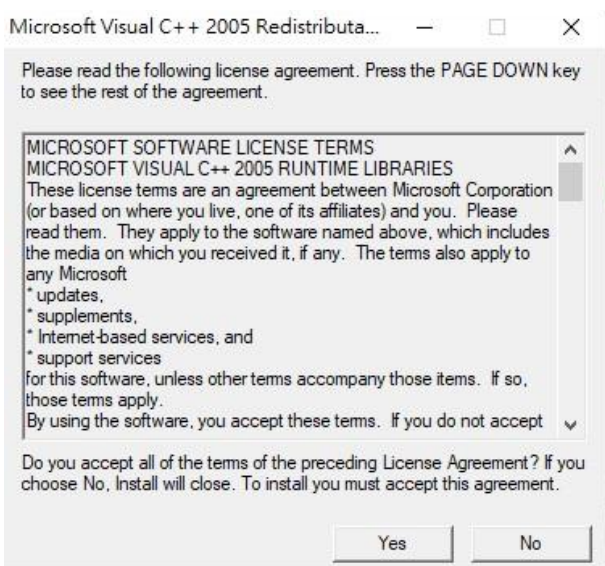 Microsoft Visual C++ 2005 Redistributa...
Please read the following license agreement. Press the PAGE DOWN key
to see the rest of the agreement.
MICROSOFT SOFTWARE LICENSE TERMS
MICROSOFT VISUAL C++ 2005 RUNTIME LIBRARIES
These license terms are an agreement between Microsoft Corporation
(or based on where you live, one of its affiliates) and you.  Please
read them.  They apply to the software named above, which includes
the media on which you received it, if any.  The terms also apply to
any Microsoft
* updates,
* supplements,
* Internet-based services, and
* support services
for this software, unless other terms accompany those items.  If so,
those terms apply.
By using the software, you accept these terms.  If you do not accept
Do you accept all of the terms of the preceding License Agreement? If you
choose No, Install will close. To install you must accept this agreement.
Yes
No